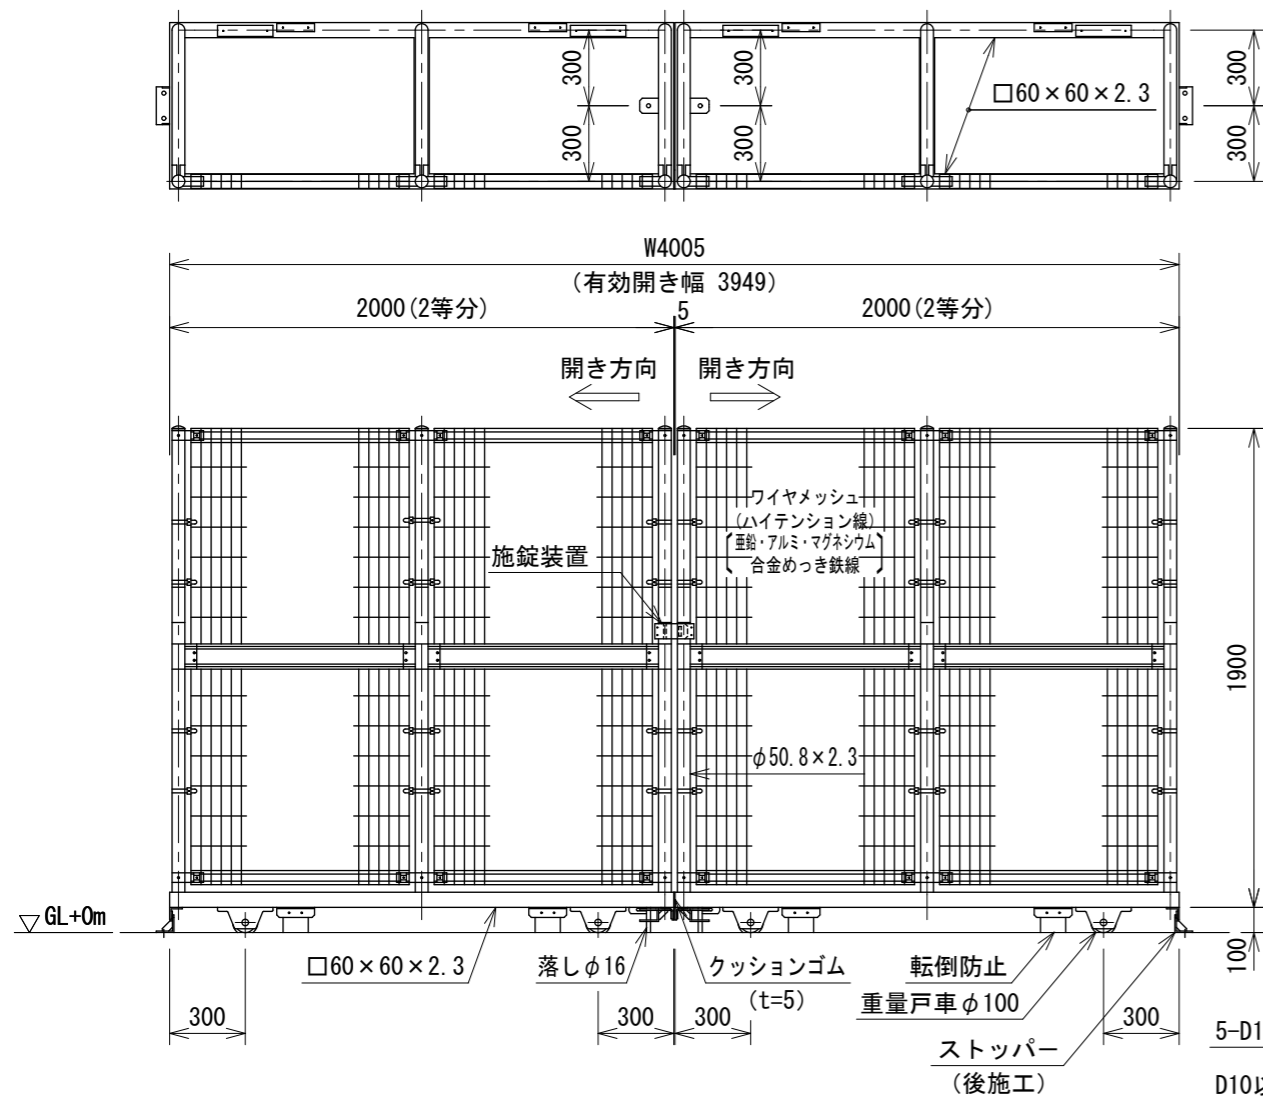 300
300
300
300
□60×60×2.3
300
300
W4005
(有効開き幅 3949)
2000(2等分)
5
2000(2等分)
開き方向
開き方向
ワイヤメッシュ
(ハイテンション線)
亜鉛・アルミ・マグネシウム
合金めっき鉄線
施錠装置
1900
φ50.8×2.3
▽GL+0m
□60×60×2.3
落しφ16
クッションゴム
(t=5)
転倒防止
重量戸車φ100
100
300
300
300
300
ストッパー
(後施工)
5-D1
D10以